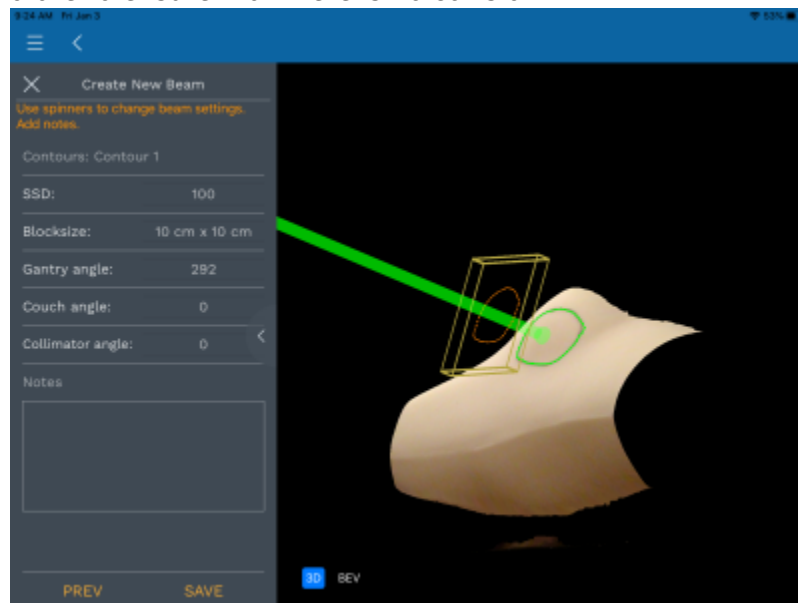 9:24 AM Fri Jan 3
53%
Create New Beam
Use spinners to change beam settings.
Add notes.
Contours: Contour 1
SSD: 100
Blocksize: 10 cm x 10 cm
Gantry angle: 292
Couch angle: 0
Collimator angle: 0
Notes
PREV SAVE
3D BEV